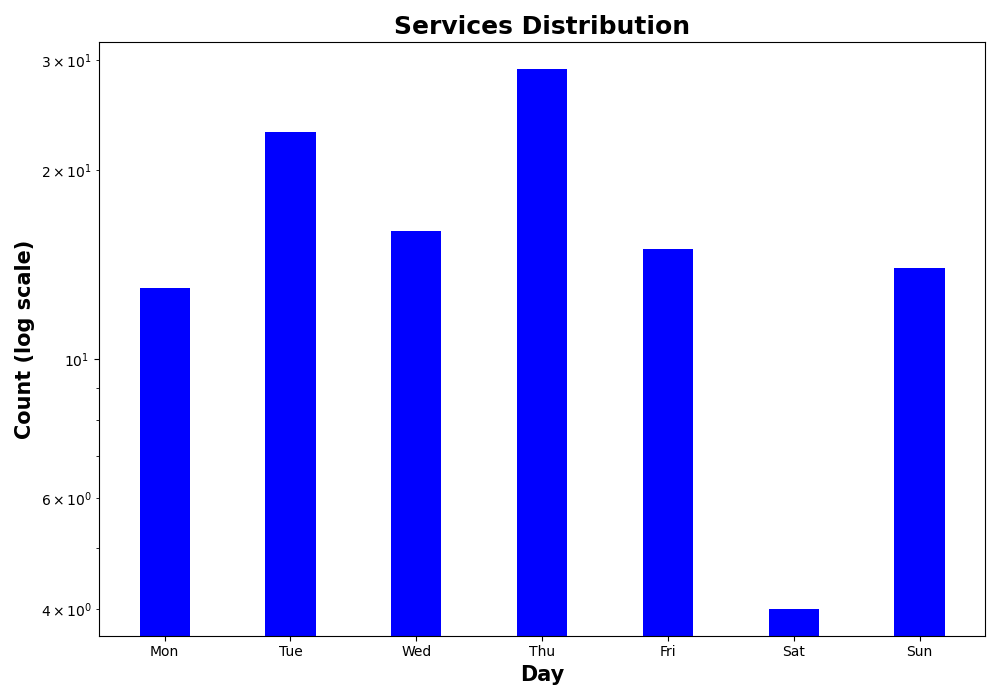 Services Distribution
Count (log scale)
3 × 10¹
2 × 10¹
10¹
6 × 10⁰
4 × 10⁰
Mon Tue Wed Thu Fri Sat Sun
Day